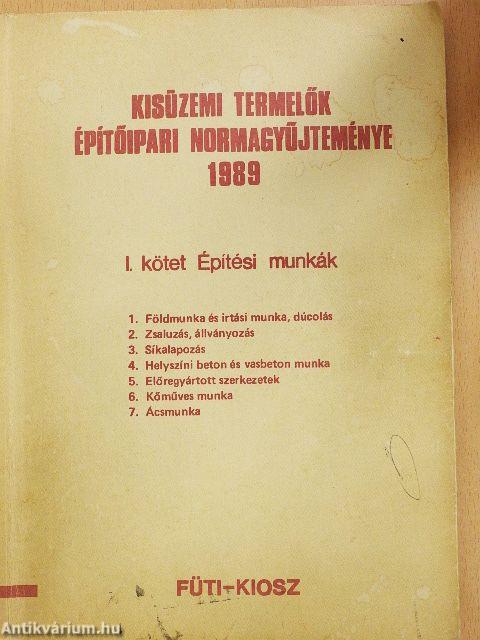 KISÜZEMI TERMELŐK
ÉPÍTŐIPARI NORMAGYŰJTEMÉNYE
1989
I. kötet Építési munkák
1. Földmunka és irtási munka, dúcolás
2. Zsaluzás, állványozás
3. Síkalapozás
4. Helyszíni beton és vasbeton munka
5. Előregyártott szerkezetek
6. Kőműves munka
7. Ácsmunka
FÜTI-KIOSZ
Antikvárium.hu